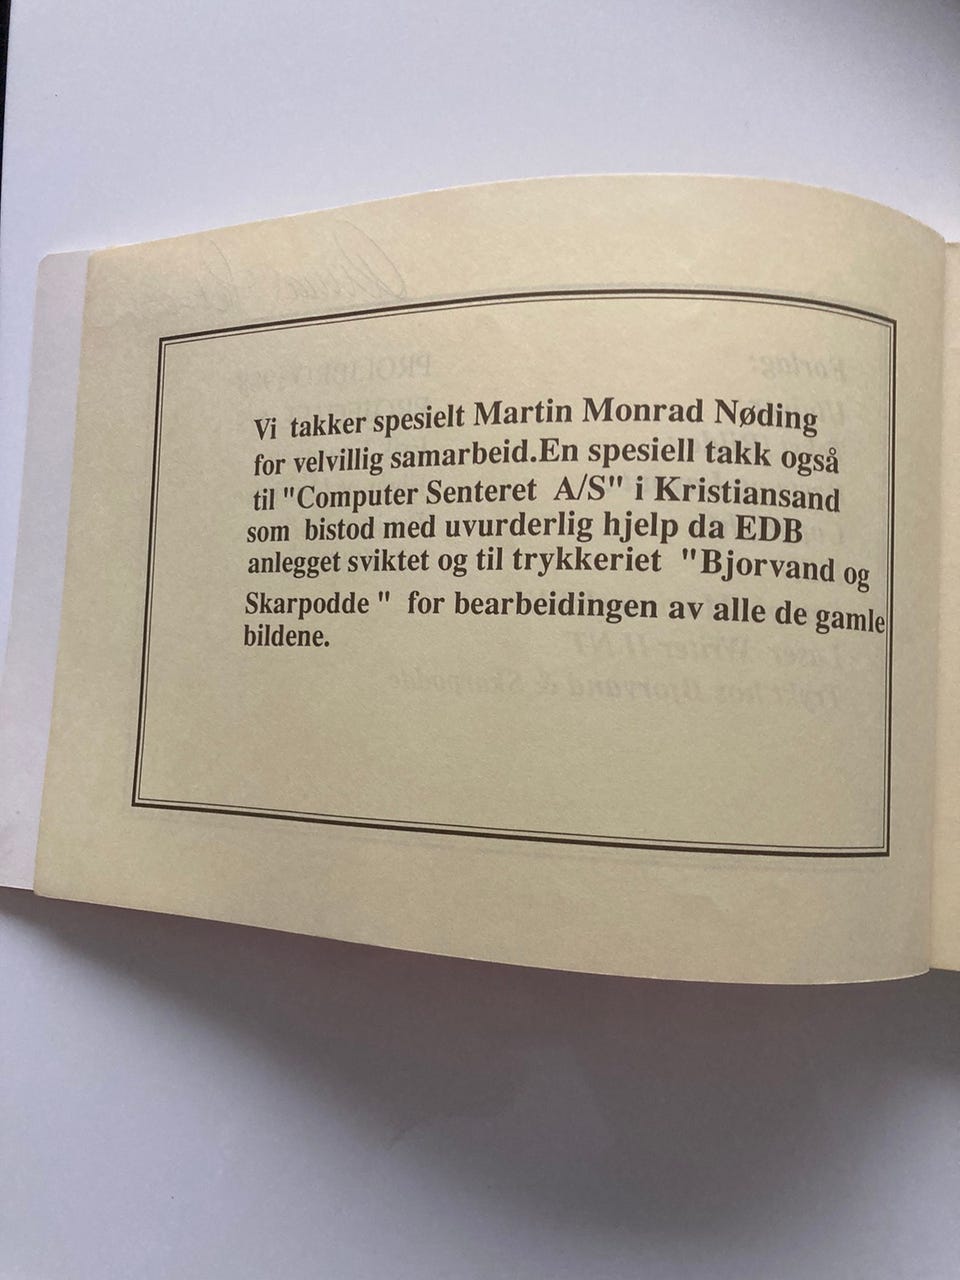 Vi takker spesielt Martin Monrad Nøding
for velvillig samarbeid.En spesiell takk også
til "Computer Senteret A/S" i Kristiansand
som bistod med uvurderlig hjelp da EDB
anlegget sviktet og til trykkeriet "Bjorvand og
Skarpodde " for bearbeidingen av alle de gamle
bildene.